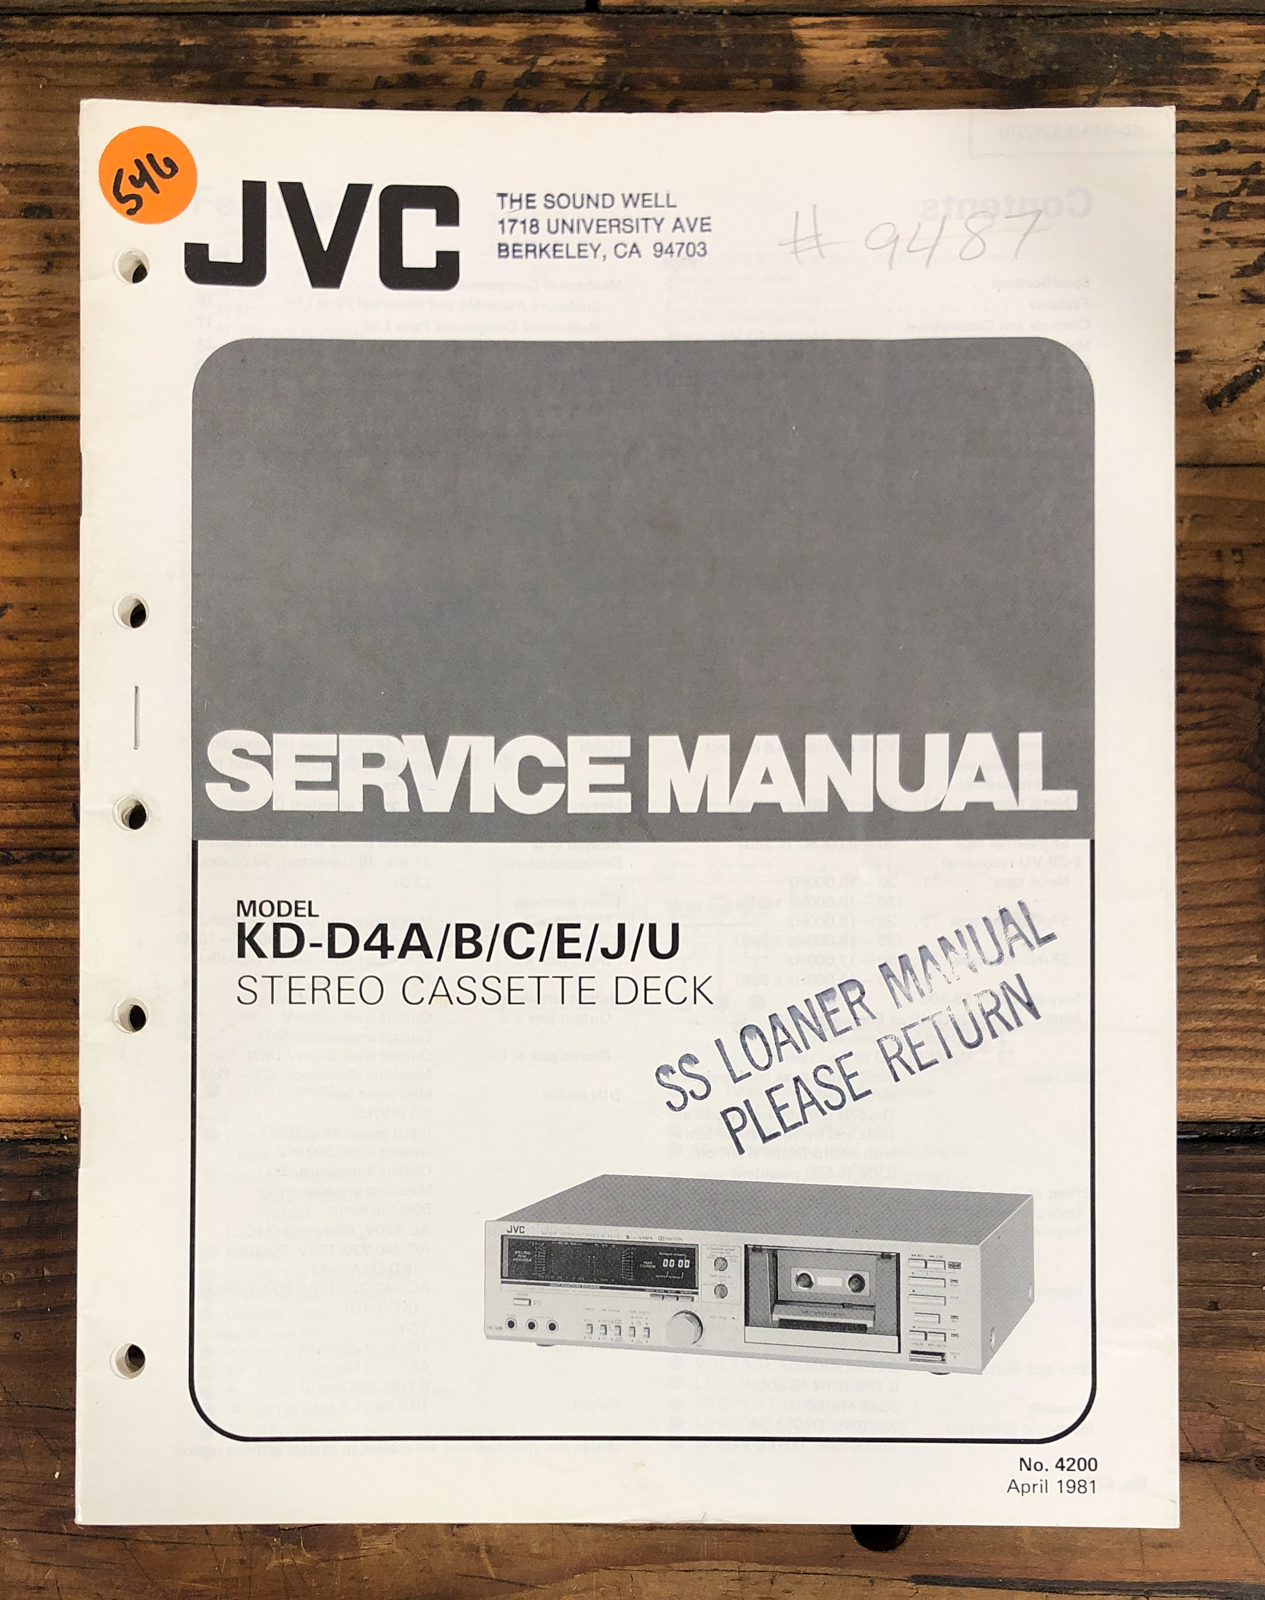 546
JVC
THE SOUND WELL
1718 UNIVERSITY AVE
BERKELEY, CA 94703
# 9487
SERVICE MANUAL
MODEL
KD-D4A/B/C/E/J/U
STEREO CASSETTE DECK
SS LOANER MANUAL
PLEASE RETURN
JVC
No. 4200
April 1981